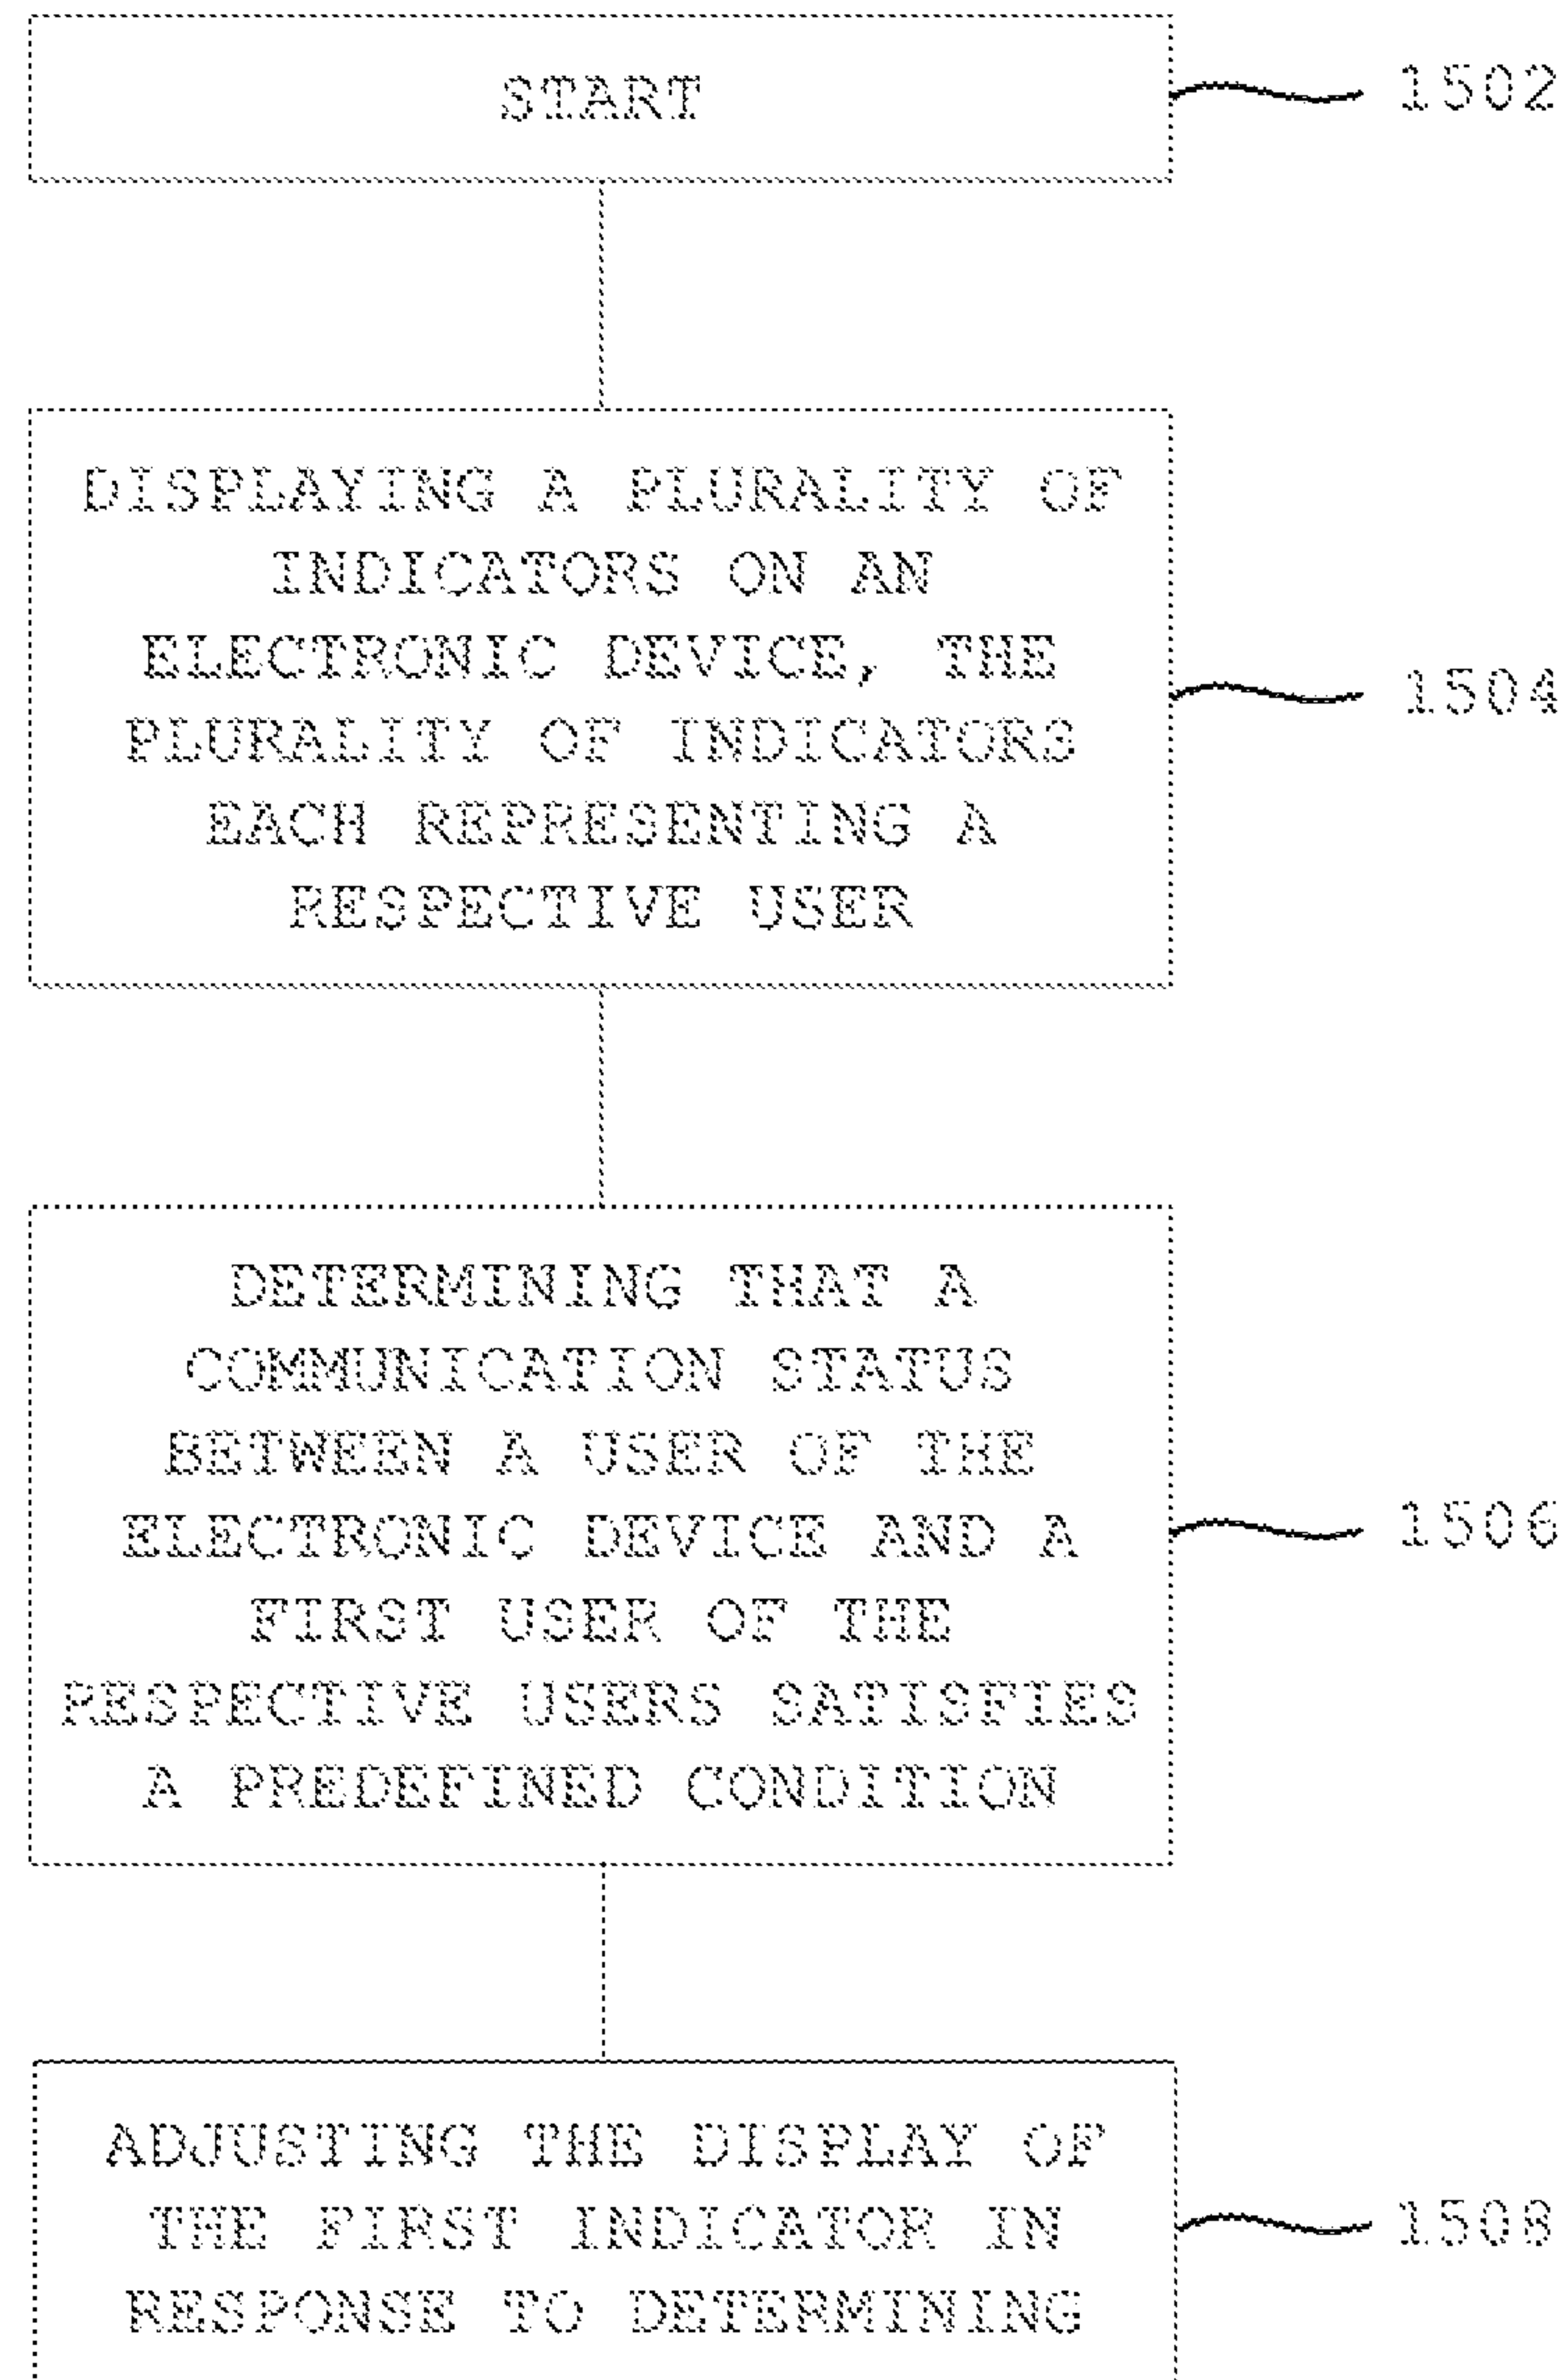 START
1502
DISPLAYING A PLURALITY OF
INDICATORS ON AN
ELECTRONIC DEVICE, THE
PLURALITY OF INDICATORS
EACH REPRESENTING A
RESPECTIVE USER
1504
DETERMINING THAT A
COMMUNICATION STATUS
BETWEEN A USER OF THE
ELECTRONIC DEVICE AND A
FIRST USER OF THE
RESPECTIVE USERS SATISFIES
A PREDEFINED CONDITION
1506
ADJUSTING THE DISPLAY OF
THE FIRST INDICATOR IN
RESPONSE TO DETERMINING
1508